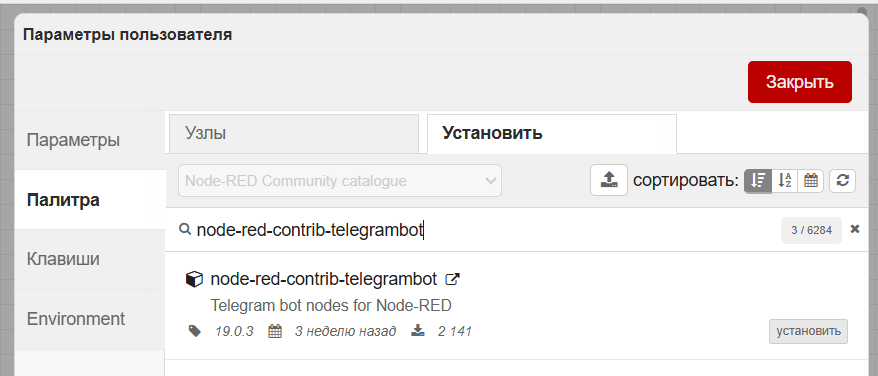 Параметры пользователя
Закрыть
Параметры
Палитра
Клавиши
Environment
Узлы
Установить
Node-RED Community catalogue
сортировать:
node-red-contrib-telegrambot
3 / 6284
node-red-contrib-telegrambot
Telegram bot nodes for Node-RED
19.0.3 3 неделю назад 2 141
установить